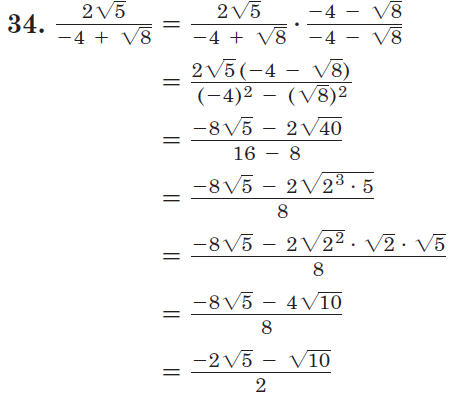 34. 2√5 / (−4 + √8) = 2√5 / (−4 + √8) · (−4 − √8) / (−4 − √8)
= 2√5(−4 − √8) / ((−4)² − (√8)²)
= (−8√5 − 2√40) / (16 − 8)
= (−8√5 − 2√(2³ · 5)) / 8
= (−8√5 − 2√(2²) · √2 · √5) / 8
= (−8√5 − 4√10) / 8
= (−2√5 − √10) / 2